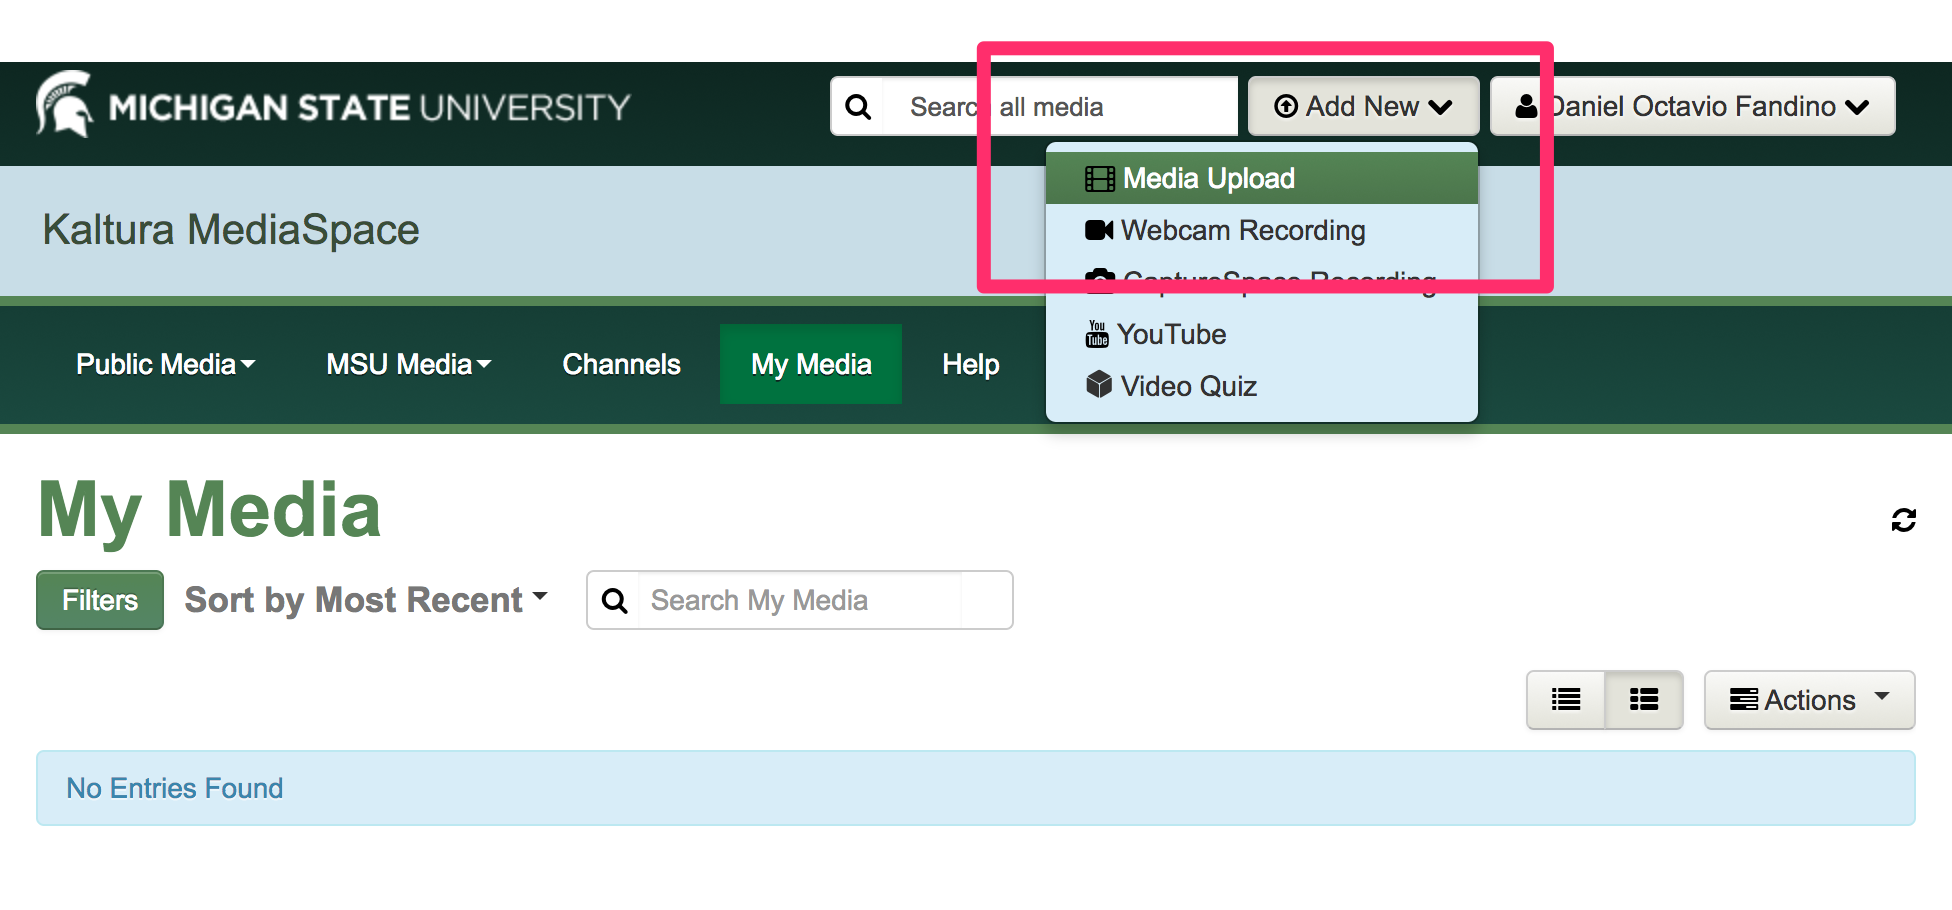 MICHIGAN STATE UNIVERSITY
Search all media
Add New
Daniel Octavio Fandino
Media Upload
Webcam Recording
CaptureSpace Recording
YouTube
Video Quiz
Kaltura MediaSpace
Public Media
MSU Media
Channels
My Media
Help
My Media
Filters
Sort by Most Recent
Search My Media
Actions
No Entries Found